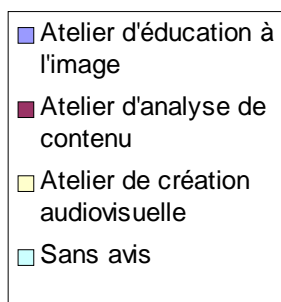 Atelier d'éducation à
l'image
Atelier d'analyse de
contenu
Atelier de création
audiovisuelle
Sans avis